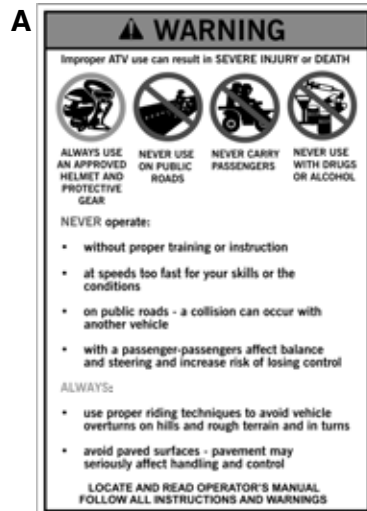 A
WARNING
Improper ATV use can result in SEVERE INJURY or DEATH
ALWAYS USE
AN APPROVED
HELMET AND
PROTECTIVE
GEAR
NEVER USE
ON PUBLIC
ROADS
NEVER CARRY
PASSENGERS
NEVER USE
WITH DRUGS
OR ALCOHOL
NEVER operate:
• without proper training or instruction
• at speeds too fast for your skills or the
conditions
• on public roads - a collision can occur with
another vehicle
• with a passenger-passengers affect balance
and steering and increase risk of losing control
ALWAYS:
• use proper riding techniques to avoid vehicle
overturns on hills and rough terrain and in turns
• avoid paved surfaces - pavement may
seriously affect handling and control
LOCATE AND READ OPERATOR'S MANUAL
FOLLOW ALL INSTRUCTIONS AND WARNINGS